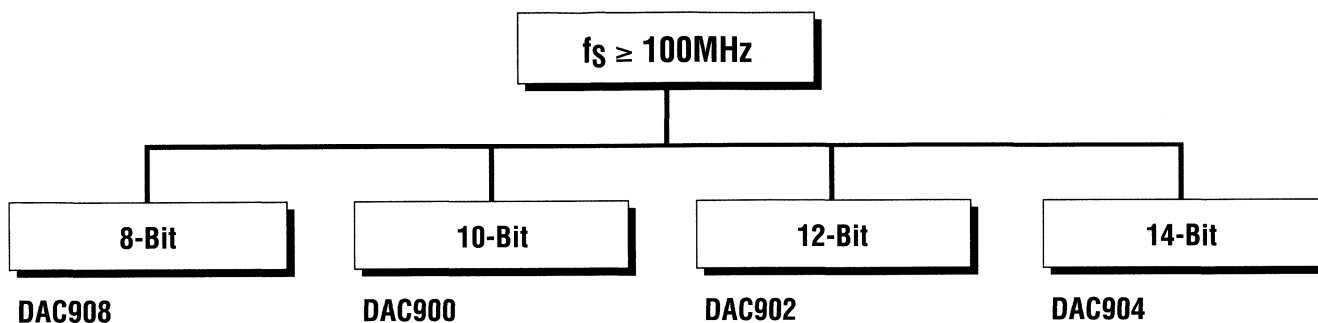 fS ≥ 100MHz
8-Bit
10-Bit
12-Bit
14-Bit
DAC908
DAC900
DAC902
DAC904